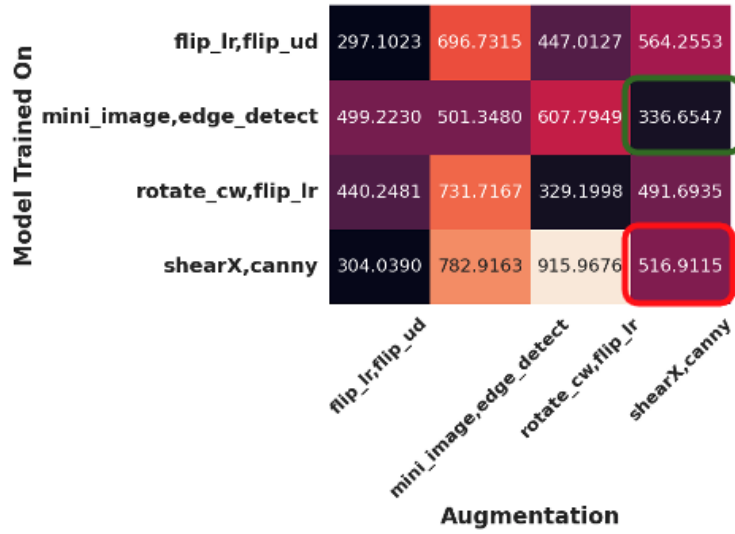 Model Trained On
flip_lr,flip_ud 297.1023 696.7315 447.0127 564.2553
mini_image,edge_detect 499.2230 501.3480 607.7949 336.6547
rotate_cw,flip_lr 440.2481 731.7167 329.1998 491.6935
shearX,canny 304.0390 782.9163 915.9676 516.9115
flip_lr,flip_ud
mini_image,edge_detect
rotate_cw,flip_lr
shearX,canny
Augmentation